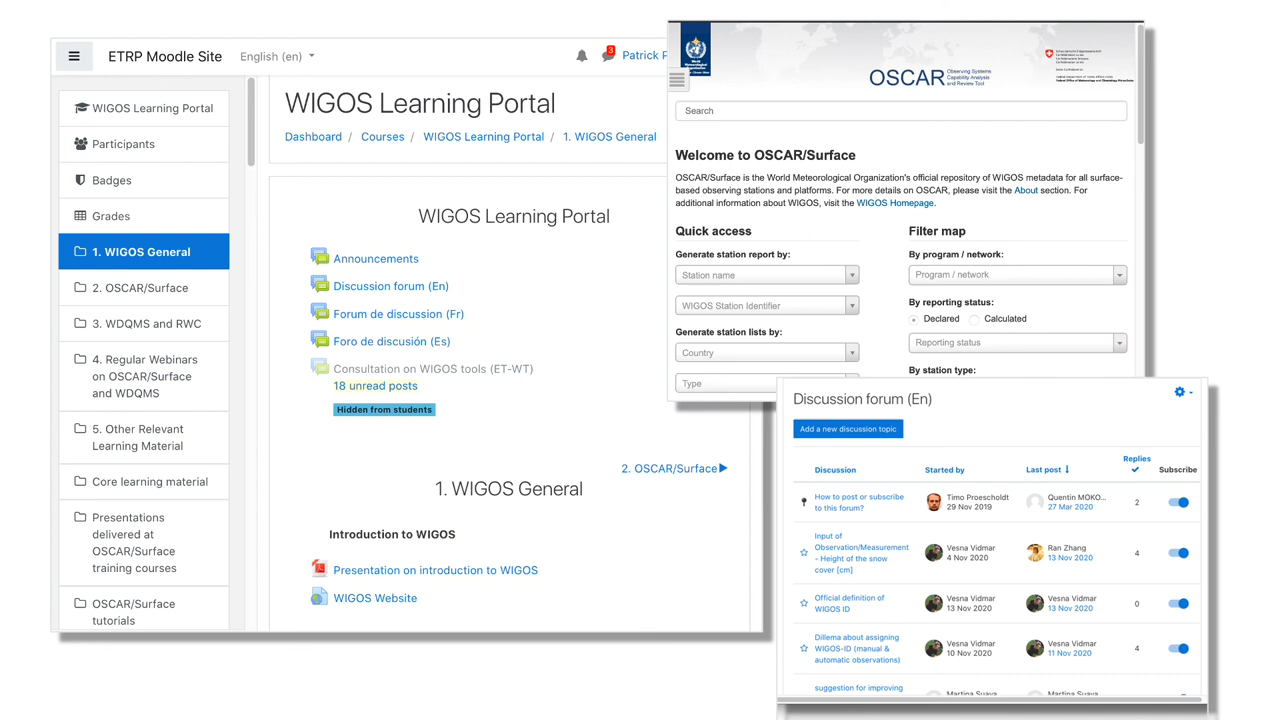 ETRP Moodle Site
English (en)
3
Patrick P
WIGOS Learning Portal
Participants
Badges
Grades
1. WIGOS General
2. OSCAR/Surface
3. WDQMS and RWC
4. Regular Webinars
on OSCAR/Surface
and WDQMS
5. Other Relevant
Learning Material
Core learning material
Presentations
delivered at
OSCAR/Surface
training courses
OSCAR/Surface
tutorials
WIGOS Learning Portal
Dashboard / Courses / WIGOS Learning Portal / 1. WIGOS General
WIGOS Learning Portal
Announcements
Discussion forum (En)
Forum de discussion (Fr)
Foro de discusión (Es)
Consultation on WIGOS tools (ET-WT)
18 unread posts
Hidden from students
2. OSCAR/Surface
1. WIGOS General
Introduction to WIGOS
Presentation on introduction to WIGOS
WIGOS Website
OSCAR
Observing Systems
Capability Analysis
and Review Tool
Search
Welcome to OSCAR/Surface
OSCAR/Surface is the World Meteorological Organization's official repository of WIGOS metadata for all surface-
based observing stations and platforms. For more details on OSCAR, please visit the About section. For
additional information about WIGOS, visit the WIGOS Homepage.
Quick access
Generate station report by:
Station name
WIGOS Station Identifier
Generate station lists by:
Country
Type
Filter map
By program / network:
Program / network
By reporting status:
Declared Calculated
Reporting status
By station type:
Discussion forum (En)
Add a new discussion topic
Discussion Started by Last post Replies Subscribe
How to post or subscribe
to this forum?
Timo Proescholdt
29 Nov 2019
Quentin MOKO...
27 Mar 2020
2
Input of
Observation/Measurement
- Height of the snow
cover [cm]
Vesna Vidmar
4 Nov 2020
Ran Zhang
13 Nov 2020
4
Official definition of
WIGOS ID
Vesna Vidmar
13 Nov 2020
Vesna Vidmar
13 Nov 2020
0
Dillema about assigning
WIGOS-ID (manual &
automatic observations)
Vesna Vidmar
10 Nov 2020
Vesna Vidmar
11 Nov 2020
4
suggestion for improving